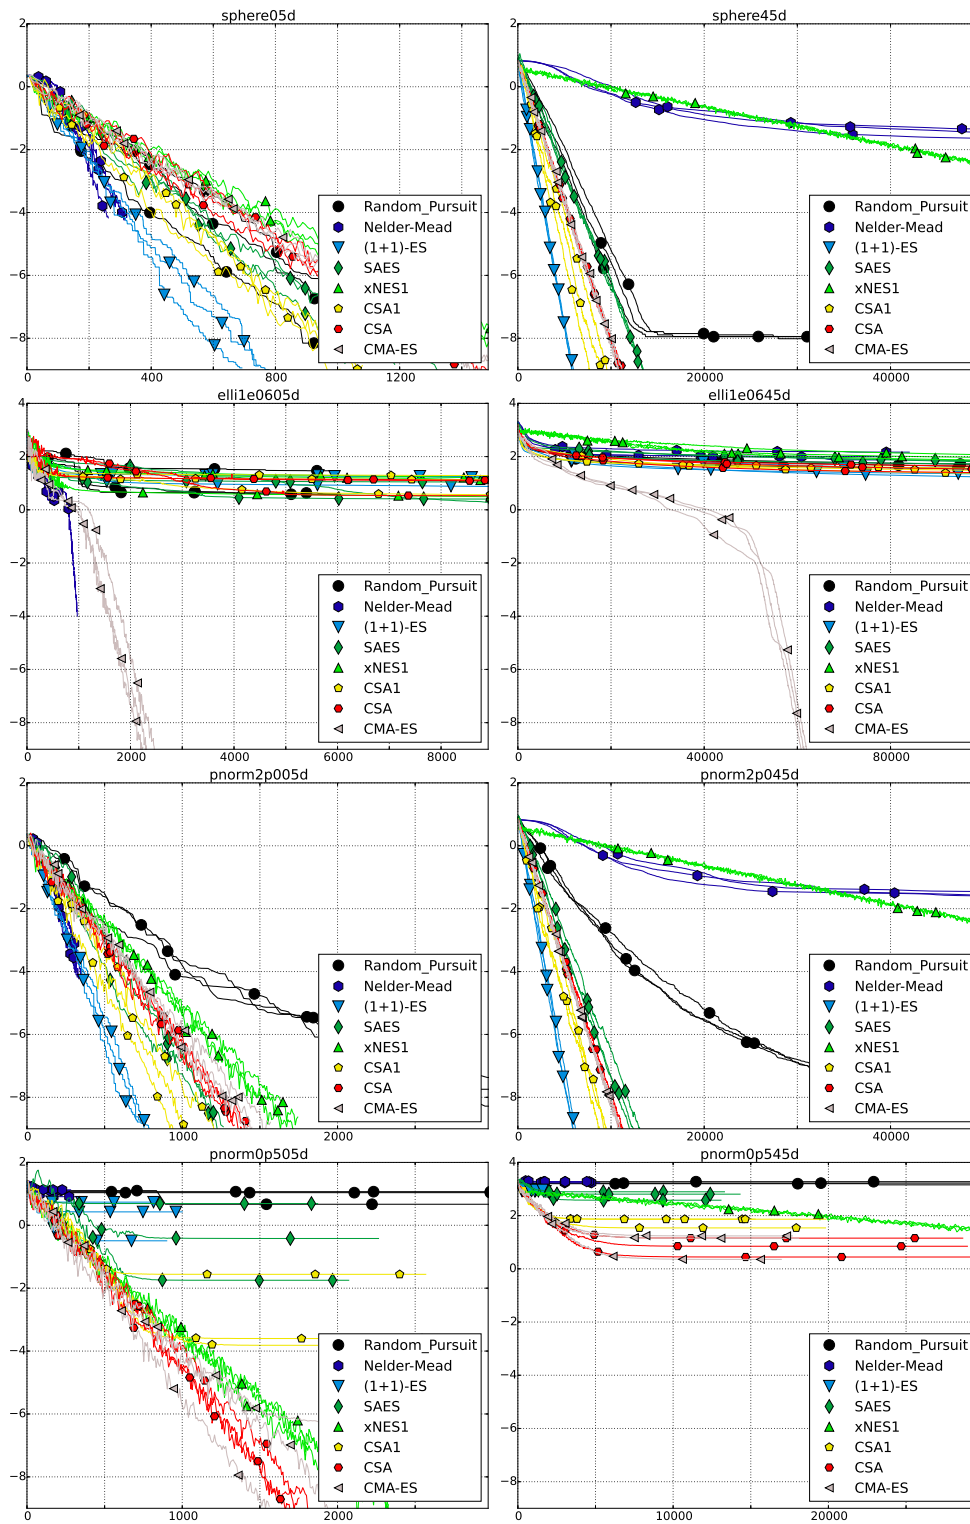 sphere05d
2
0
−2
−4
−6
−8
0 400 800 1200
Random_Pursuit
Nelder-Mead
(1+1)-ES
SAES
xNES1
CSA1
CSA
CMA-ES
sphere45d
2
0
−2
−4
−6
−8
0 20000 40000
Random_Pursuit
Nelder-Mead
(1+1)-ES
SAES
xNES1
CSA1
CSA
CMA-ES
elli1e0605d
4
2
0
−2
−4
−6
−8
0 2000 4000 6000 8000
Random_Pursuit
Nelder-Mead
(1+1)-ES
SAES
xNES1
CSA1
CSA
CMA-ES
elli1e0645d
4
2
0
−2
−4
−6
−8
0 40000 80000
Random_Pursuit
Nelder-Mead
(1+1)-ES
SAES
xNES1
CSA1
CSA
CMA-ES
pnorm2p005d
2
0
−2
−4
−6
−8
0 1000 2000
Random_Pursuit
Nelder-Mead
(1+1)-ES
SAES
xNES1
CSA1
CSA
CMA-ES
pnorm2p045d
2
0
−2
−4
−6
−8
0 20000 40000
Random_Pursuit
Nelder-Mead
(1+1)-ES
SAES
xNES1
CSA1
CSA
CMA-ES
pnorm0p505d
2
0
−2
−4
−6
−8
0 1000 2000
Random_Pursuit
Nelder-Mead
(1+1)-ES
SAES
xNES1
CSA1
CSA
CMA-ES
pnorm0p545d
4
2
0
−2
−4
−6
−8
0 10000 20000
Random_Pursuit
Nelder-Mead
(1+1)-ES
SAES
xNES1
CSA1
CSA
CMA-ES